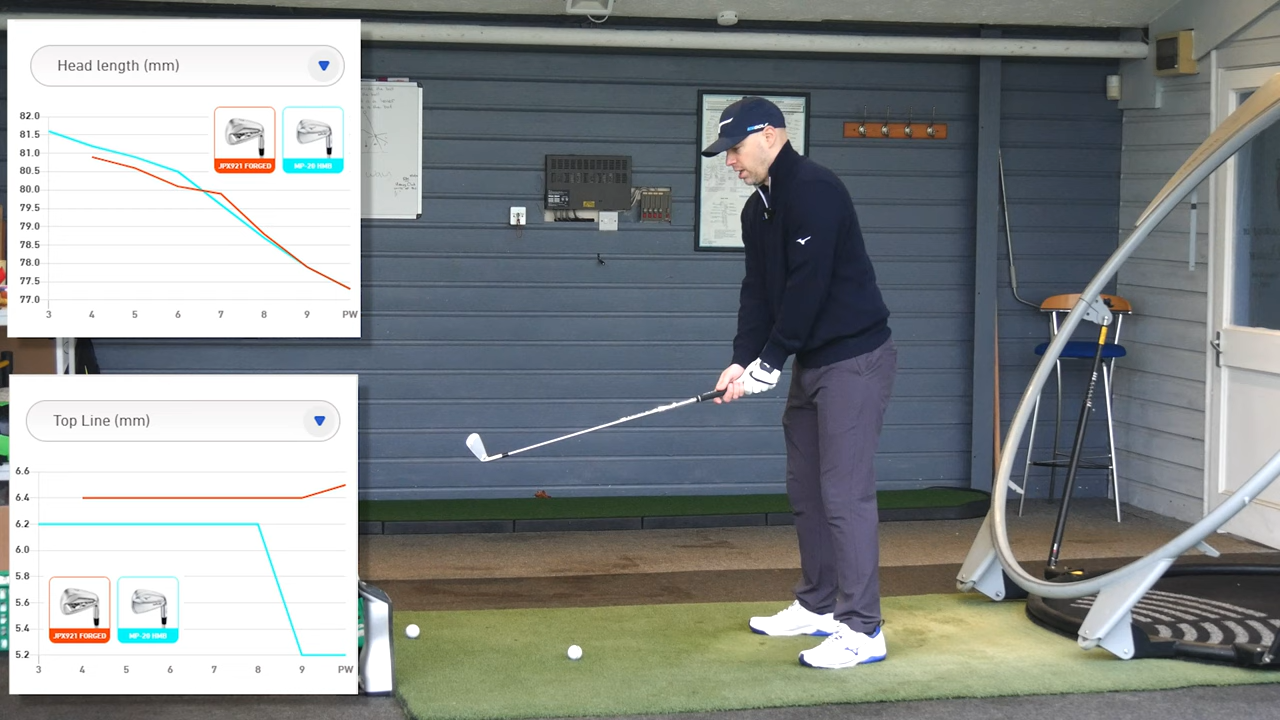 Head length (mm)
82.0
81.5
81.0
80.5
80.0
79.5
79.0
78.5
78.0
77.5
77.0
JPX921 FORGED
MP-20 HMB
3 4 5 6 7 8 9 PW
Top Line (mm)
6.6
6.4
6.2
6.0
5.8
5.6
5.4
5.2
JPX921 FORGED
MP-20 HMB
3 4 5 6 7 8 9 PW